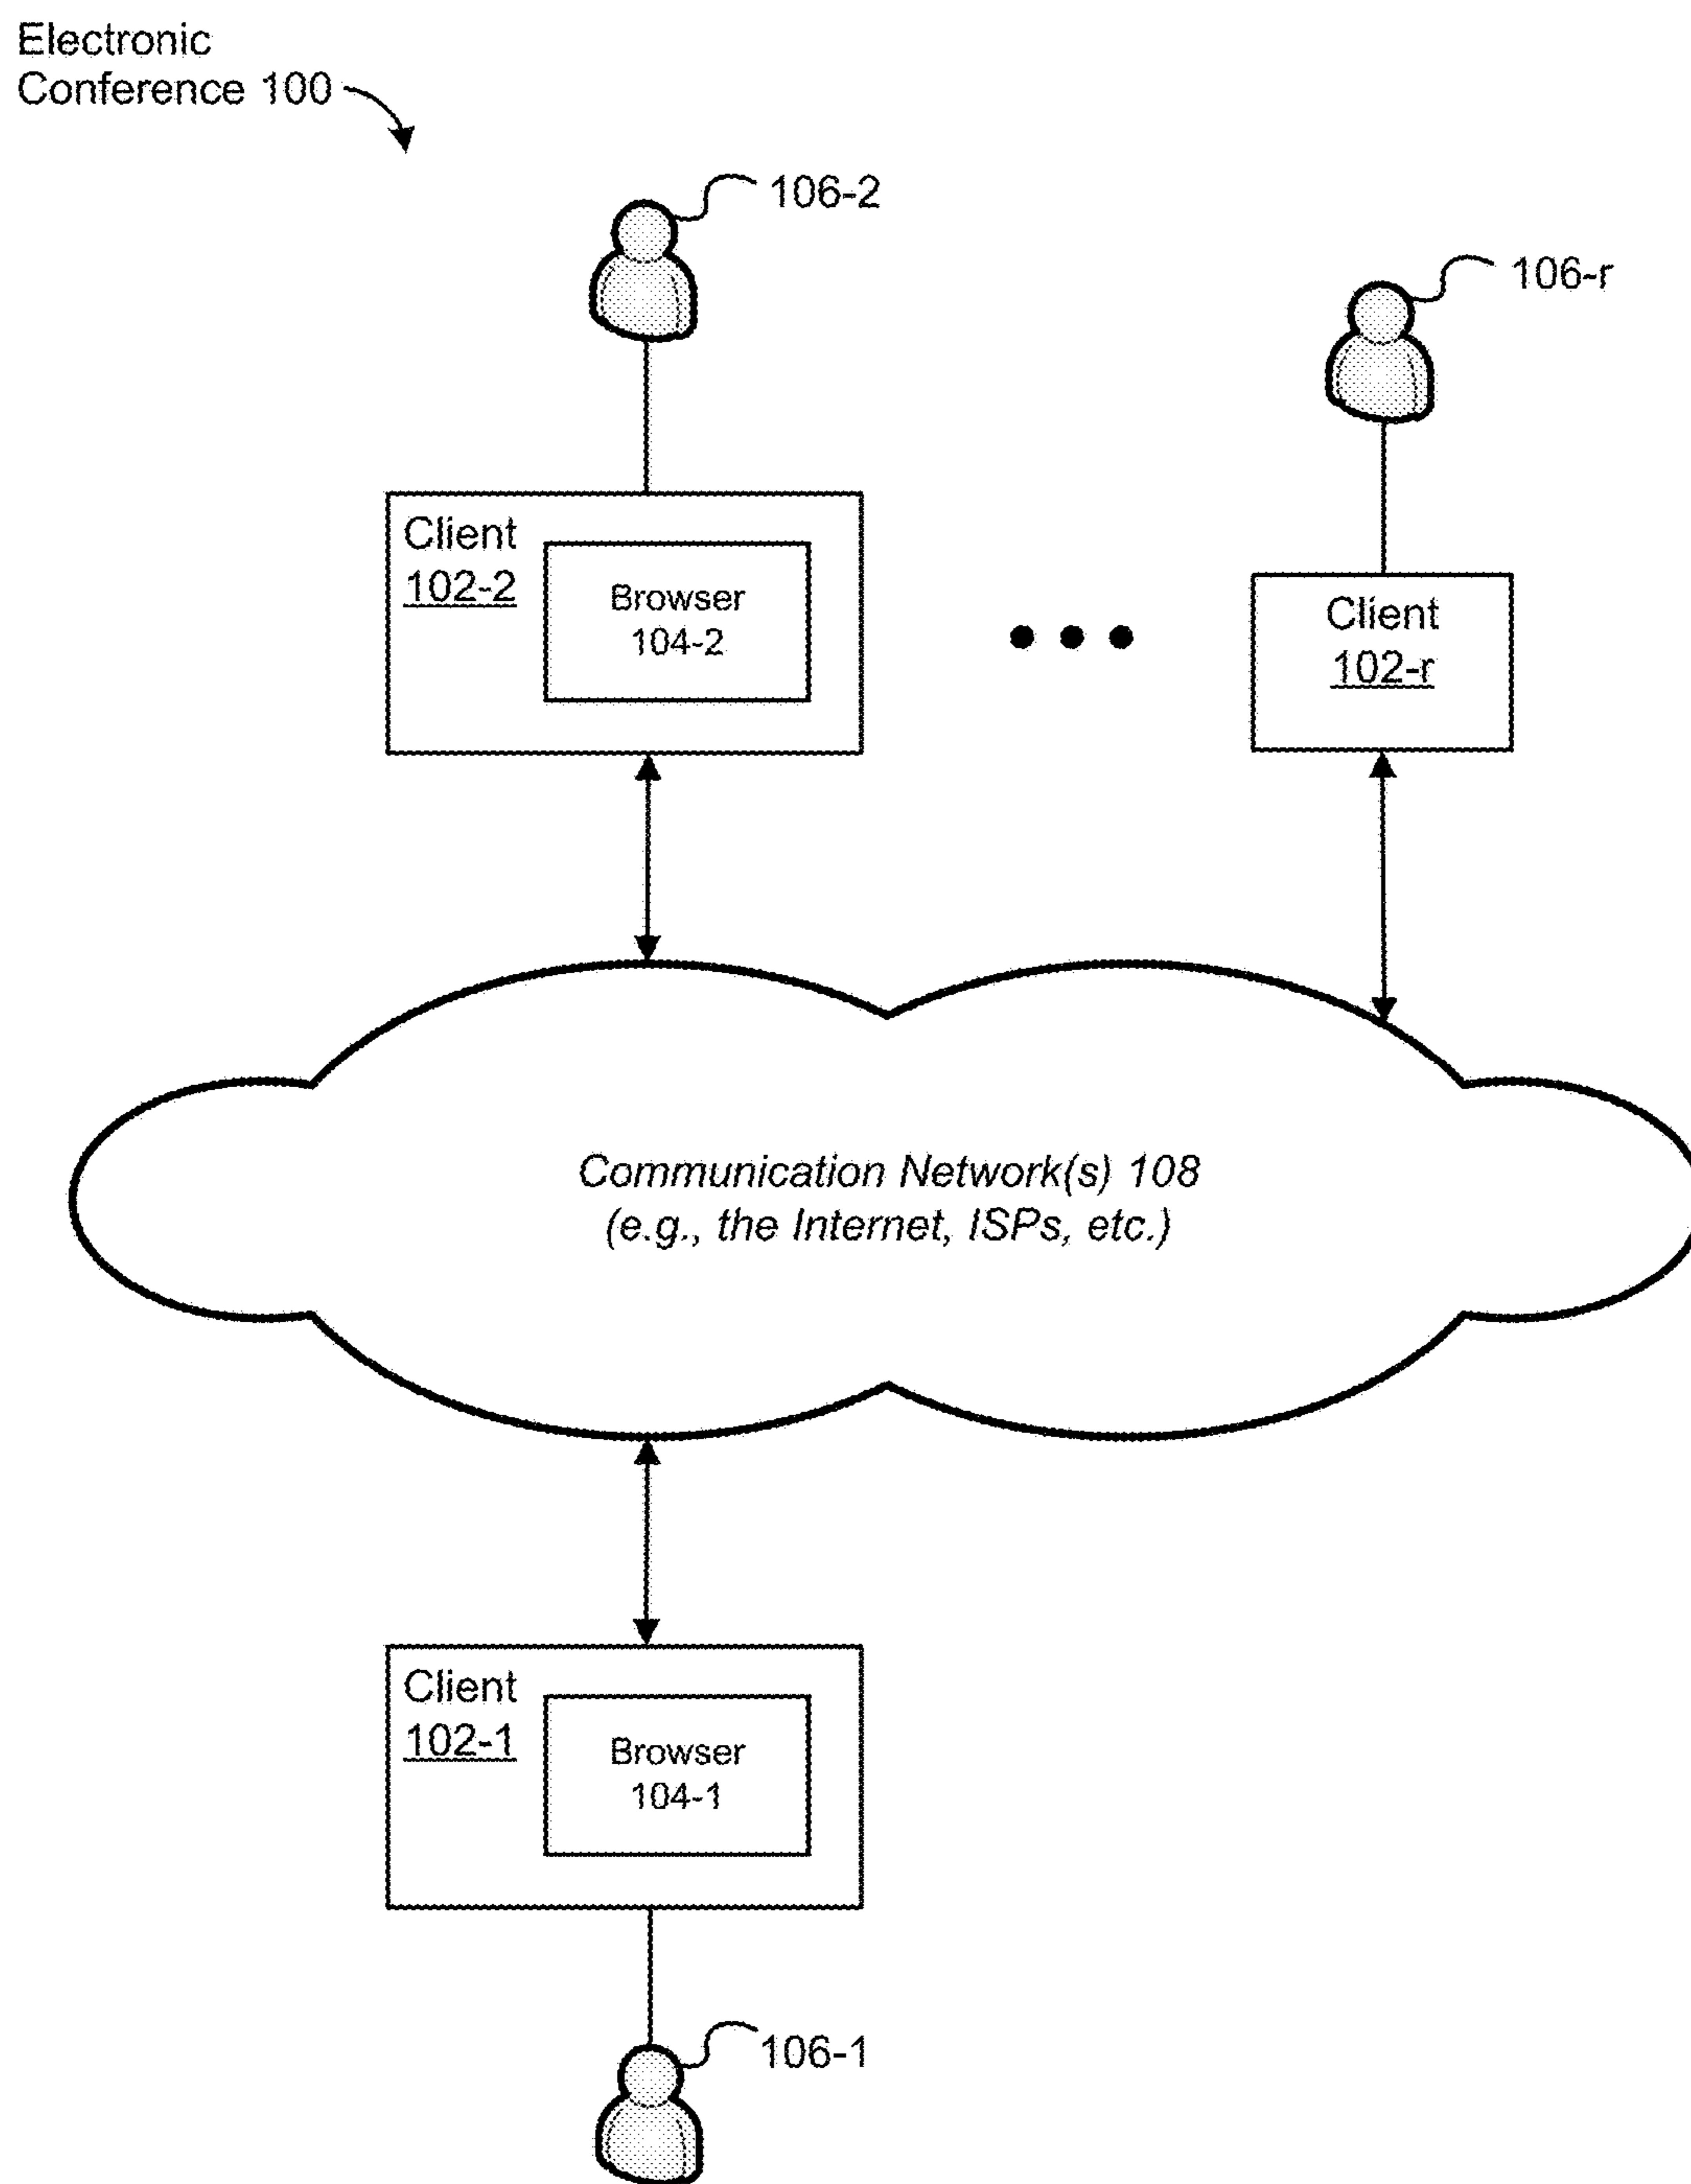 Electronic
Conference 100
106-2
106-r
Client
102-2
Browser
104-2
Client
102-r
Communication Network(s) 108
(e.g., the Internet, ISPs, etc.)
Client
102-1
Browser
104-1
106-1